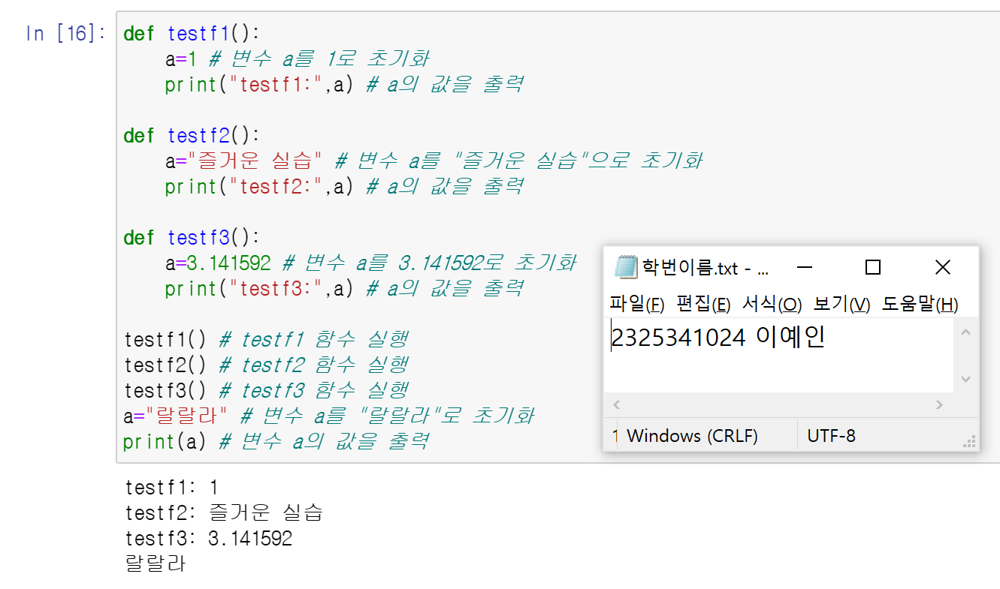 In [16]:
def testf1():
    a=1 # 변수 a를 1로 초기화
    print("testf1:",a) # a의 값을 출력
def testf2():
    a="즐거운 실습" # 변수 a를 "즐거운 실습"으로 초기화
    print("testf2:",a) # a의 값을 출력
def testf3():
    a=3.141592 # 변수 a를 3.141592로 초기화
    print("testf3:",a) # a의 값을 출력
testf1() # testf1 함수 실행
testf2() # testf2 함수 실행
testf3() # testf3 함수 실행
a="랄랄라" # 변수 a를 "랄랄라"로 초기화
print(a) # 변수 a의 값을 출력
학번이름.txt - ...
파일(F) 편집(E) 서식(O) 보기(V) 도움말(H)
2325341024 이예인
Windows (CRLF) UTF-8
testf1: 1
testf2: 즐거운 실습
testf3: 3.141592
랄랄라